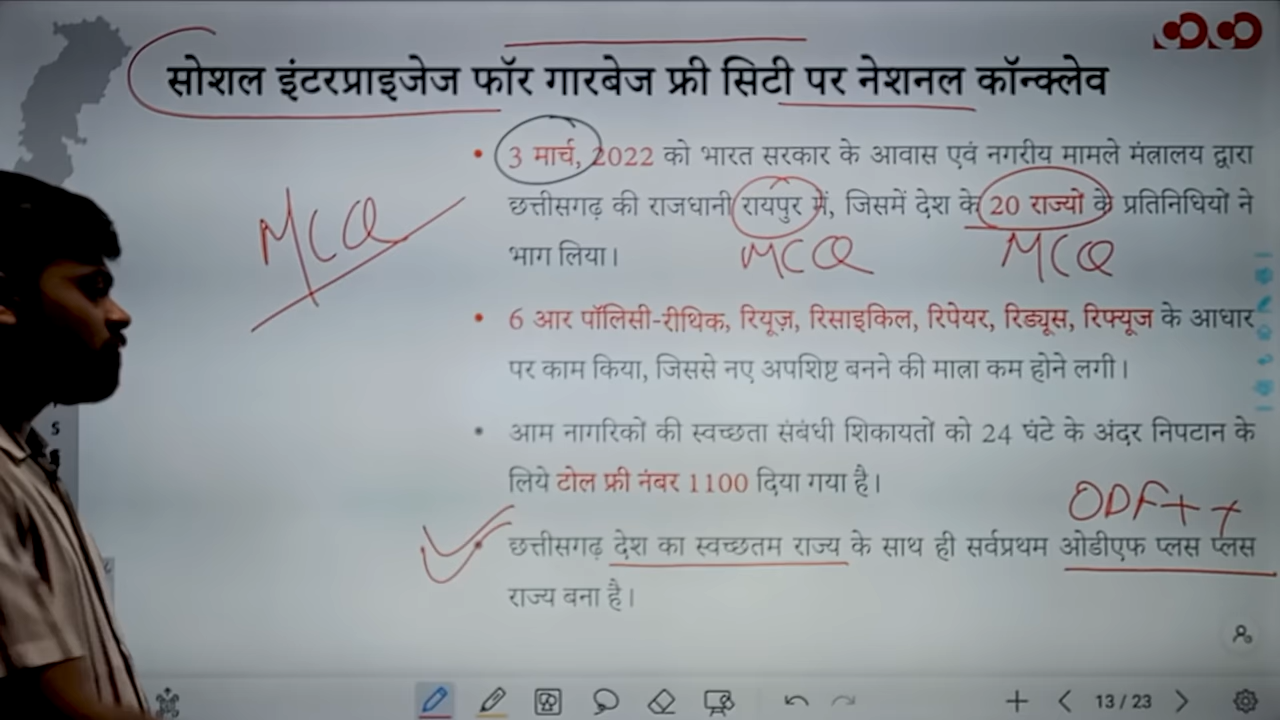 सोशल इंटरप्राइजेज फॉर गारबेज फ्री सिटी पर नेशनल कॉन्क्लेव
• 3 मार्च, 2022 को भारत सरकार के आवास एवं नगरीय मामले मंत्रालय द्वारा
छत्तीसगढ़ की राजधानी रायपुर में, जिसमें देश के 20 राज्यों के प्रतिनिधियों ने
MCQ
भाग लिया।
MCQ
MCQ
• 6 आर पॉलिसी-रीथिक, रियूज़, रिसाइकिल, रिपेयर, रिड्यूस, रिफ्यूज के आधार
पर काम किया, जिससे नए अपशिष्ट बनने की मात्रा कम होने लगी।
• आम नागरिकों की स्वच्छता संबंधी शिकायतों को 24 घंटे के अंदर निपटान के
लिये टोल फ्री नंबर 1100 दिया गया है।
ODF++
• छत्तीसगढ़ देश का स्वच्छतम राज्य के साथ ही सर्वप्रथम ओडीएफ प्लस प्लस
राज्य बना है।
13 / 23